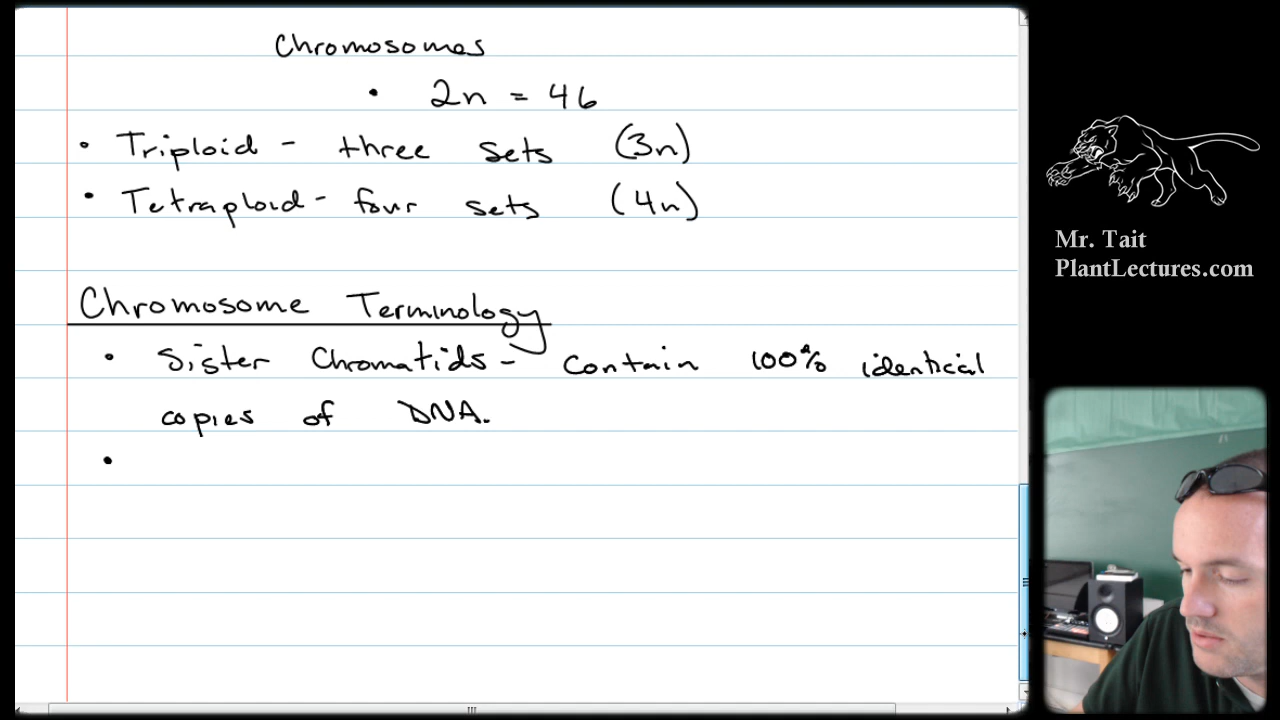 Chromosomes
• 2n = 46
• Triploid - three sets (3n)
• Tetraploid - four sets (4n)
Chromosome Terminology
• Sister Chromatids - contain 100% identical
copies of DNA.
•
Mr. Tait
PlantLectures.com